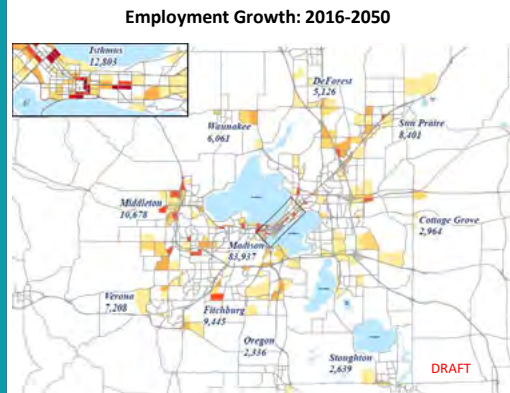 Employment Growth: 2016-2050
Isthmus
12,803
DeForest
5,126
Sun Praire
8,401
Waunakee
6,061
Middleton
10,678
Cottage Grove
2,964
Madison
83,937
Verona
7,208
Fitchburg
9,445
Oregon
2,336
Stoughton
2,639
DRAFT